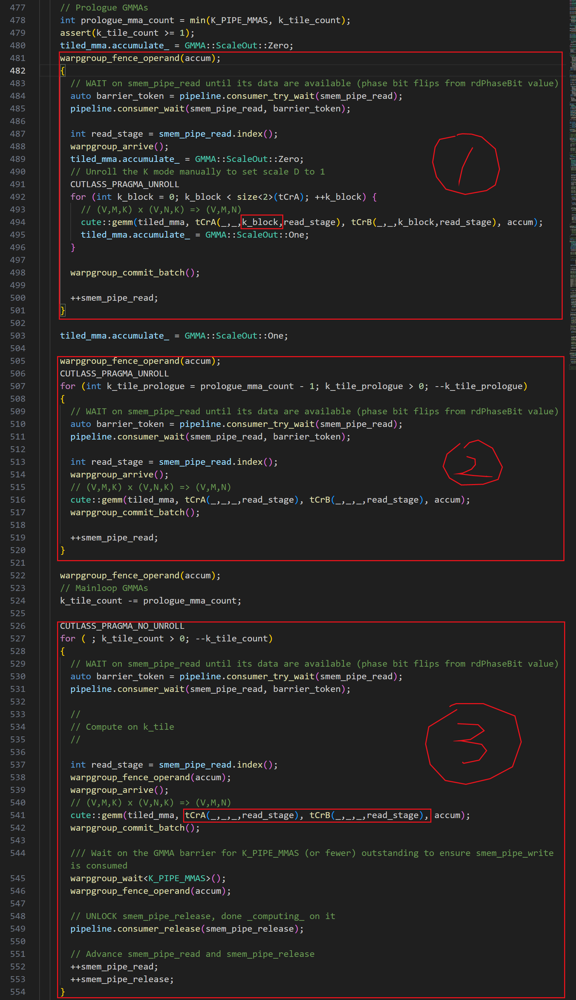 477 // Prologue GMMAs
478 int prologue_mma_count = min(K_PIPE_MMAS, k_tile_count);
479 assert(k_tile_count >= 1);
480 tiled_mma.accumulate_ = GMMA::ScaleOut::Zero;
481 warpgroup_fence_operand(accum);
482 {
483 // WAIT on smem_pipe_read until its data are available (phase bit flips from rdPhaseBit value)
484 auto barrier_token = pipeline.consumer_try_wait(smem_pipe_read);
485 pipeline.consumer_wait(smem_pipe_read, barrier_token);
486
487 int read_stage = smem_pipe_read.index();
488 warpgroup_arrive();
489 tiled_mma.accumulate_ = GMMA::ScaleOut::Zero;
490 // Unroll the K mode manually to set scale D to 1
491 CUTLASS_PRAGMA_UNROLL
492 for (int k_block = 0; k_block < size<2>(tCrA); ++k_block) {
493 // (V,M,K) x (V,N,K) => (V,M,N)
494 cute::gemm(tiled_mma, tCrA(_,_,k_block,read_stage), tCrB(_,_,k_block,read_stage), accum);
495 tiled_mma.accumulate_ = GMMA::ScaleOut::One;
496 }
497
498 warpgroup_commit_batch();
499
500 ++smem_pipe_read;
501 }
1
502
503 tiled_mma.accumulate_ = GMMA::ScaleOut::One;
504
505 warpgroup_fence_operand(accum);
506 CUTLASS_PRAGMA_UNROLL
507 for (int k_tile_prologue = prologue_mma_count - 1; k_tile_prologue > 0; --k_tile_prologue)
508 {
509 // WAIT on smem_pipe_read until its data are available (phase bit flips from rdPhaseBit value)
510 auto barrier_token = pipeline.consumer_try_wait(smem_pipe_read);
511 pipeline.consumer_wait(smem_pipe_read, barrier_token);
512
513 int read_stage = smem_pipe_read.index();
514 warpgroup_arrive();
515 // (V,M,K) x (V,N,K) => (V,M,N)
516 cute::gemm(tiled_mma, tCrA(_,_,_,read_stage), tCrB(_,_,_,read_stage), accum);
517 warpgroup_commit_batch();
518
519 ++smem_pipe_read;
520 }
2
521
522 warpgroup_fence_operand(accum);
523 // Mainloop GMMAs
524 k_tile_count -= prologue_mma_count;
525
526 CUTLASS_PRAGMA_NO_UNROLL
527 for ( ; k_tile_count > 0; --k_tile_count)
528 {
529 // WAIT on smem_pipe_read until its data are available (phase bit flips from rdPhaseBit value)
530 auto barrier_token = pipeline.consumer_try_wait(smem_pipe_read);
531 pipeline.consumer_wait(smem_pipe_read, barrier_token);
532
533 //
534 // Compute on k_tile
535 //
536
537 int read_stage = smem_pipe_read.index();
538 warpgroup_fence_operand(accum);
539 warpgroup_arrive();
540 // (V,M,K) x (V,N,K) => (V,M,N)
541 cute::gemm(tiled_mma, tCrA(_,_,_,read_stage), tCrB(_,_,_,read_stage), accum);
542 warpgroup_commit_batch();
543
544 /// Wait on the GMMA barrier for K_PIPE_MMAS (or fewer) outstanding to ensure smem_pipe_write
is consumed
545 warpgroup_wait<K_PIPE_MMAS>();
546 warpgroup_fence_operand(accum);
547
548 // UNLOCK smem_pipe_release, done _computing_ on it
549 pipeline.consumer_release(smem_pipe_release);
550
551 // Advance smem_pipe_read and smem_pipe_release
552 ++smem_pipe_read;
553 ++smem_pipe_release;
554 }
3